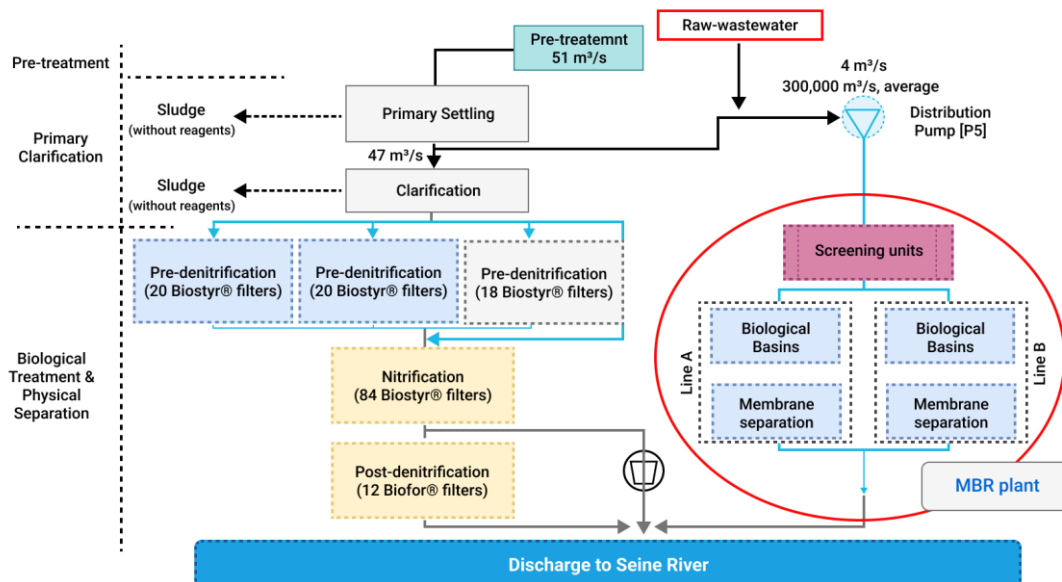 Raw-wastewater
Pre-treatemnt
51 m³/s
Pre-treatment
4 m³/s
300,000 m³/s, average
Distribution
Pump [P5]
Sludge
(without reagents)
Primary Settling
Primary
Clarification
47 m³/s
Sludge
(without reagents)
Clarification
Screening units
Pre-denitrification
(20 Biostyr® filters)
Pre-denitrification
(20 Biostyr® filters)
Pre-denitrification
(18 Biostyr® filters)
Line A
Biological
Basins
Biological
Basins
Line B
Biological
Treatment &
Physical
Separation
Nitrification
(84 Biostyr® filters)
Membrane
separation
Membrane
separation
Post-denitrification
(12 Biofor® filters)
MBR plant
Discharge to Seine River